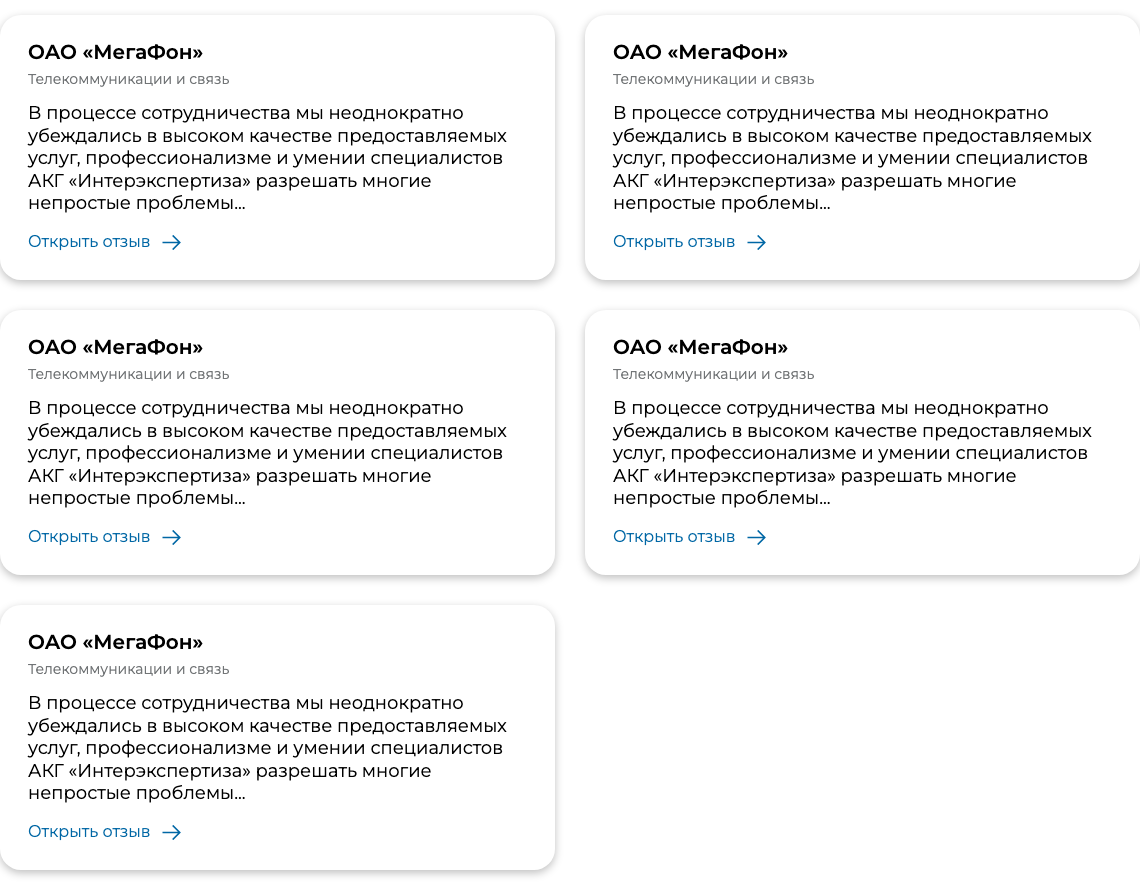 ОАО «МегаФон»
Телекоммуникации и связь
В процессе сотрудничества мы неоднократно
убеждались в высоком качестве предоставляемых
услуг, профессионализме и умении специалистов
АКГ «Интерэкспертиза» разрешать многие
непростые проблемы...
Открыть отзыв
ОАО «МегаФон»
Телекоммуникации и связь
В процессе сотрудничества мы неоднократно
убеждались в высоком качестве предоставляемых
услуг, профессионализме и умении специалистов
АКГ «Интерэкспертиза» разрешать многие
непростые проблемы...
Открыть отзыв
ОАО «МегаФон»
Телекоммуникации и связь
В процессе сотрудничества мы неоднократно
убеждались в высоком качестве предоставляемых
услуг, профессионализме и умении специалистов
АКГ «Интерэкспертиза» разрешать многие
непростые проблемы...
Открыть отзыв
ОАО «МегаФон»
Телекоммуникации и связь
В процессе сотрудничества мы неоднократно
убеждались в высоком качестве предоставляемых
услуг, профессионализме и умении специалистов
АКГ «Интерэкспертиза» разрешать многие
непростые проблемы...
Открыть отзыв
ОАО «МегаФон»
Телекоммуникации и связь
В процессе сотрудничества мы неоднократно
убеждались в высоком качестве предоставляемых
услуг, профессионализме и умении специалистов
АКГ «Интерэкспертиза» разрешать многие
непростые проблемы...
Открыть отзыв